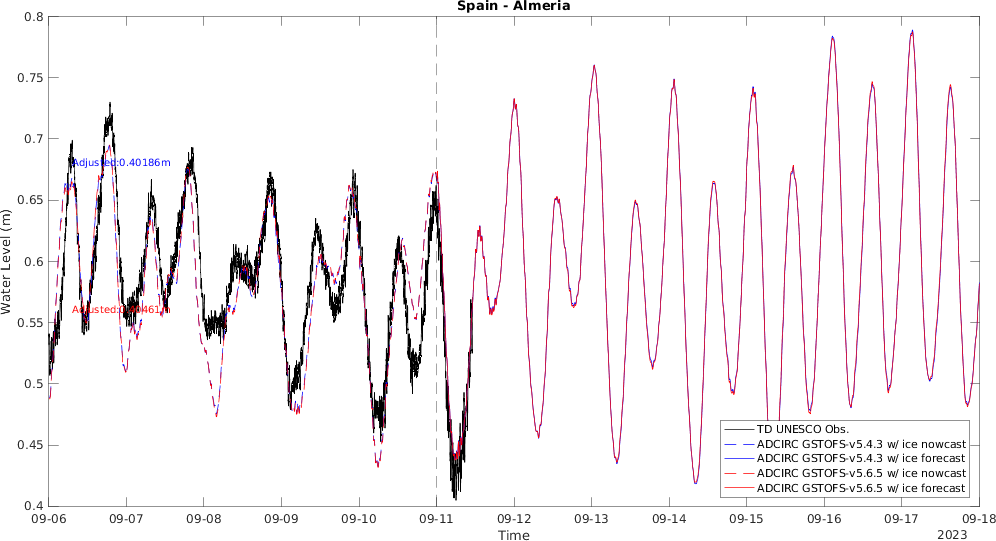 Spain - Almeria
0.8
0.75
0.7
0.65
0.6
0.55
0.5
0.45
0.4
Water Level (m)
Adjusted:0.40186m
TD UNESCO Obs.
ADCIRC GSTOFS-v5.4.3 w/ ice nowcast
ADCIRC GSTOFS-v5.4.3 w/ ice forecast
ADCIRC GSTOFS-v5.6.5 w/ ice nowcast
ADCIRC GSTOFS-v5.6.5 w/ ice forecast
09-06 09-07 09-08 09-09 09-10 09-11 09-12 09-13 09-14 09-15 09-16 09-17 09-18
Time
2023